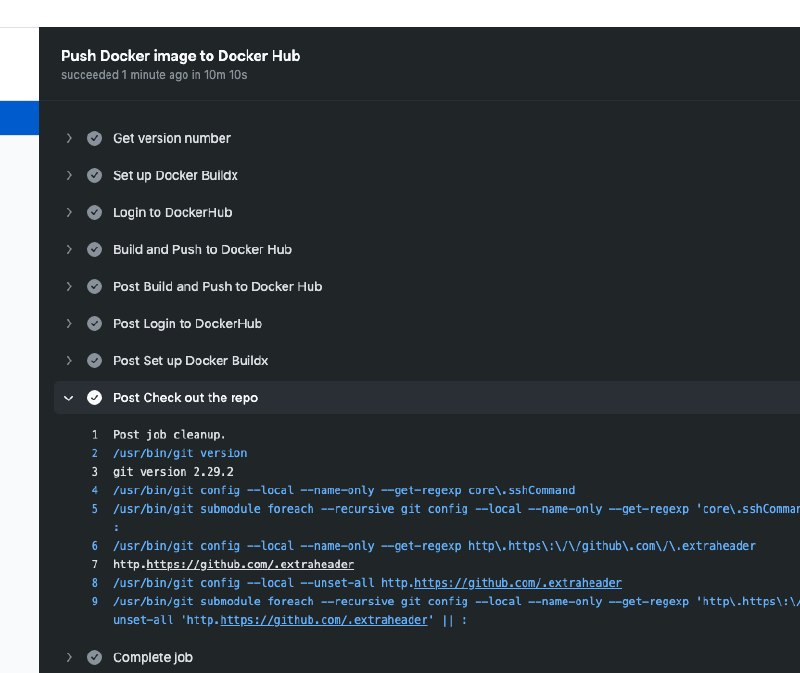 Push Docker image to Docker Hub
succeeded 1 minute ago in 10m 10s
Get version number
Set up Docker Buildx
Login to DockerHub
Build and Push to Docker Hub
Post Build and Push to Docker Hub
Post Login to DockerHub
Post Set up Docker Buildx
Post Check out the repo
1 Post job cleanup.
2 /usr/bin/git version
3 git version 2.29.2
4 /usr/bin/git config --local --name-only --get-regexp core\.sshCommand
5 /usr/bin/git submodule foreach --recursive git config --local --name-only --get-regexp 'core\.sshComman
:
6 /usr/bin/git config --local --name-only --get-regexp http\.https\:\/\/github\.com\/\.extraheader
7 http.https://github.com/.extraheader
8 /usr/bin/git config --local --unset-all http.https://github.com/.extraheader
9 /usr/bin/git submodule foreach --recursive git config --local --name-only --get-regexp 'http\.https\:\/
unset-all 'http.https://github.com/.extraheader' || :
Complete job